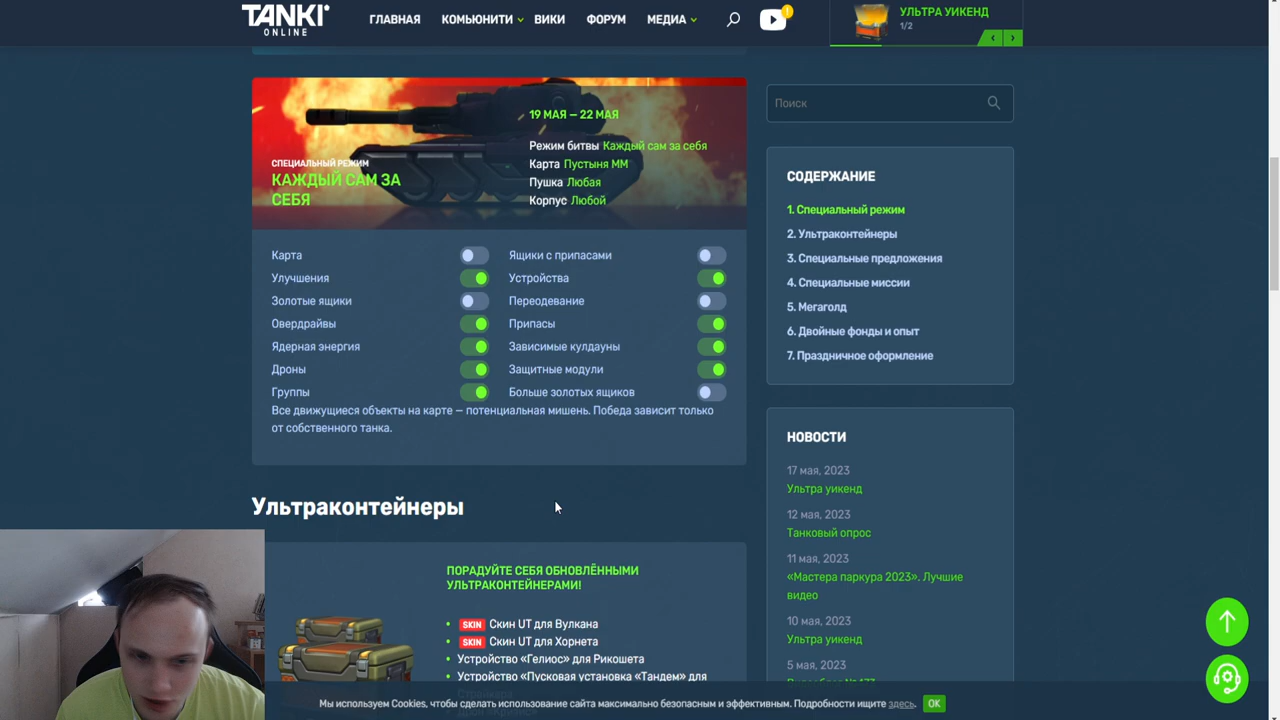 TANKI
ONLINE
ГЛАВНАЯ
КОМЬЮНИТИ
ВИКИ
ФОРУМ
МЕДИА
!
УЛЬТРА УИКЕНД
1/2
19 МАЯ — 22 МАЯ
Режим битвы Каждый сам за себя
Карта Пустыня ММ
Пушка Любая
Корпус Любой
СПЕЦИАЛЬНЫЙ РЕЖИМ
КАЖДЫЙ САМ ЗА
СЕБЯ
Карта
Ящики с припасами
Улучшения
Устройства
Золотые ящики
Переодевание
Овердрайвы
Припасы
Ядерная энергия
Зависимые кулдауны
Дроны
Защитные модули
Группы
Больше золотых ящиков
Все движущиеся объекты на карте — потенциальная мишень. Победа зависит только
от собственного танка.
Ультраконтейнеры
ПОРАДУЙТЕ СЕБЯ ОБНОВЛЁННЫМИ
УЛЬТРАКОНТЕЙНЕРАМИ!
SKIN Скин UT для Вулкана
SKIN Скин UT для Хорнета
Устройство «Гелиос» для Рикошета
Устройство «Пусковая установка «Тандем» для
Поиск
СОДЕРЖАНИЕ
1. Специальный режим
2. Ультраконтейнеры
3. Специальные предложения
4. Специальные миссии
5. Мегаголд
6. Двойные фонды и опыт
7. Праздничное оформление
НОВОСТИ
17 мая, 2023
Ультра уикенд
12 мая, 2023
Танковый опрос
11 мая, 2023
«Мастера паркура 2023». Лучшие
видео
10 мая, 2023
Ультра уикенд
5 мая, 2023
Мы используем Cookies, чтобы сделать использование сайта максимально безопасным и эффективным. Подробности ищите здесь.
OK